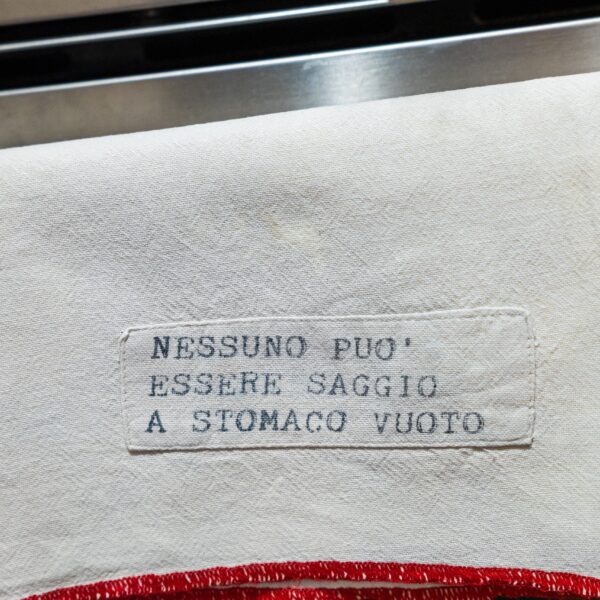 NESSUNO PUO'
ESSERE SAGGIO
A STOMACO VUOTO